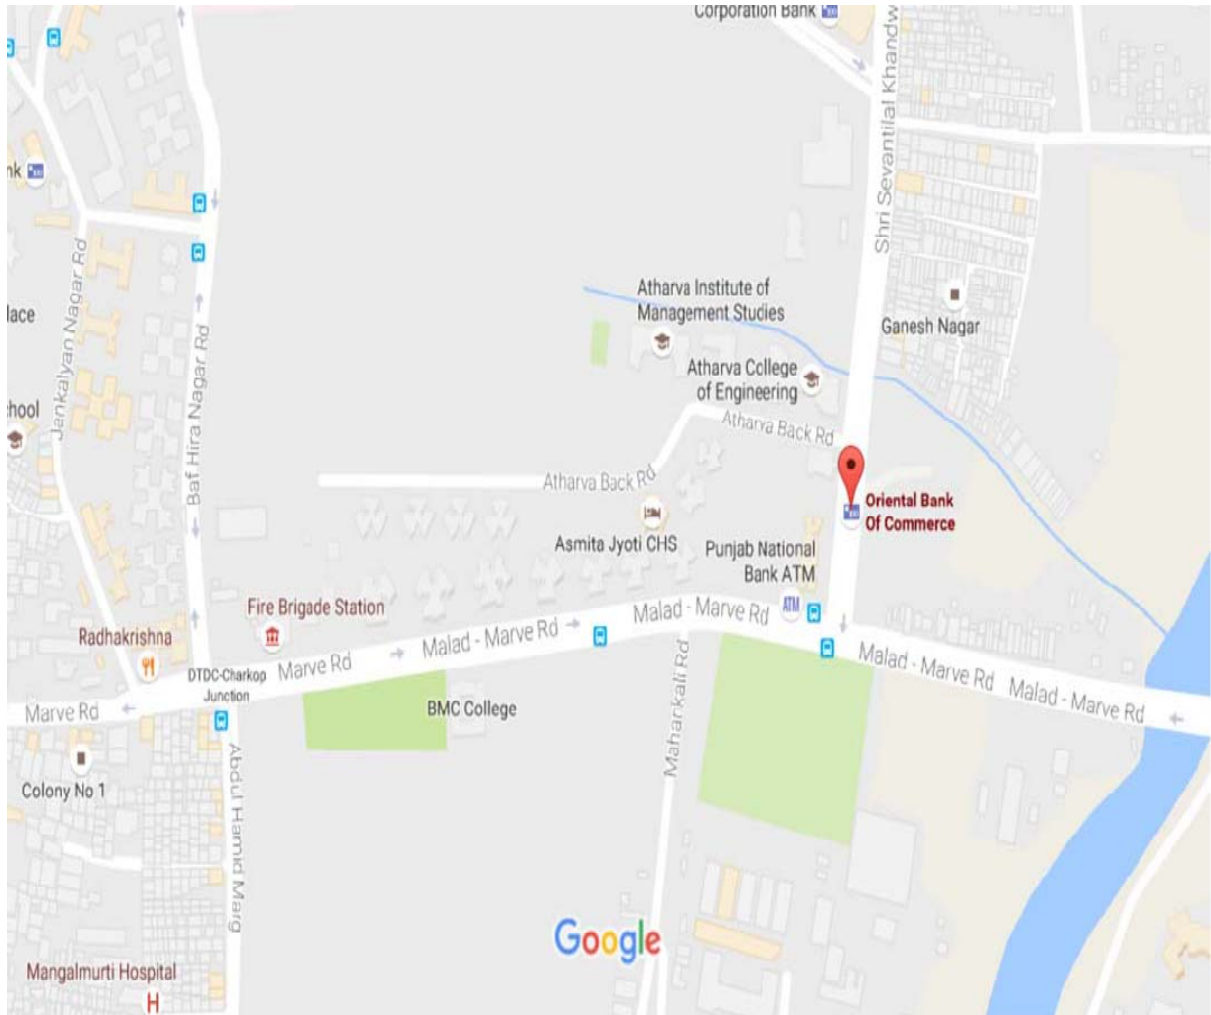 Corporation Bank
Shri Sevantilal Khandw
nk
Jankalyan Nagar Rd
lace
Baf Hira Nagar Rd
hool
Atharva Institute of
Management Studies
Ganesh Nagar
Atharva College
of Engineering
Atharva Back Rd
Atharva Back Rd
Oriental Bank
Of Commerce
Asmita Jyoti CHS
Punjab National
Bank ATM
ATM
Fire Brigade Station
Malad - Marve Rd
Malad - Marve Rd
Radhakrishna
Marve Rd
DTDC-Charkop
Junction
Malad - Marve Rd
Malad - Marve Rd
Marve Rd
BMC College
Maharkali Rd
Colony No 1
Abdul Hamid Marg
Google
Mangalmurti Hospital
H